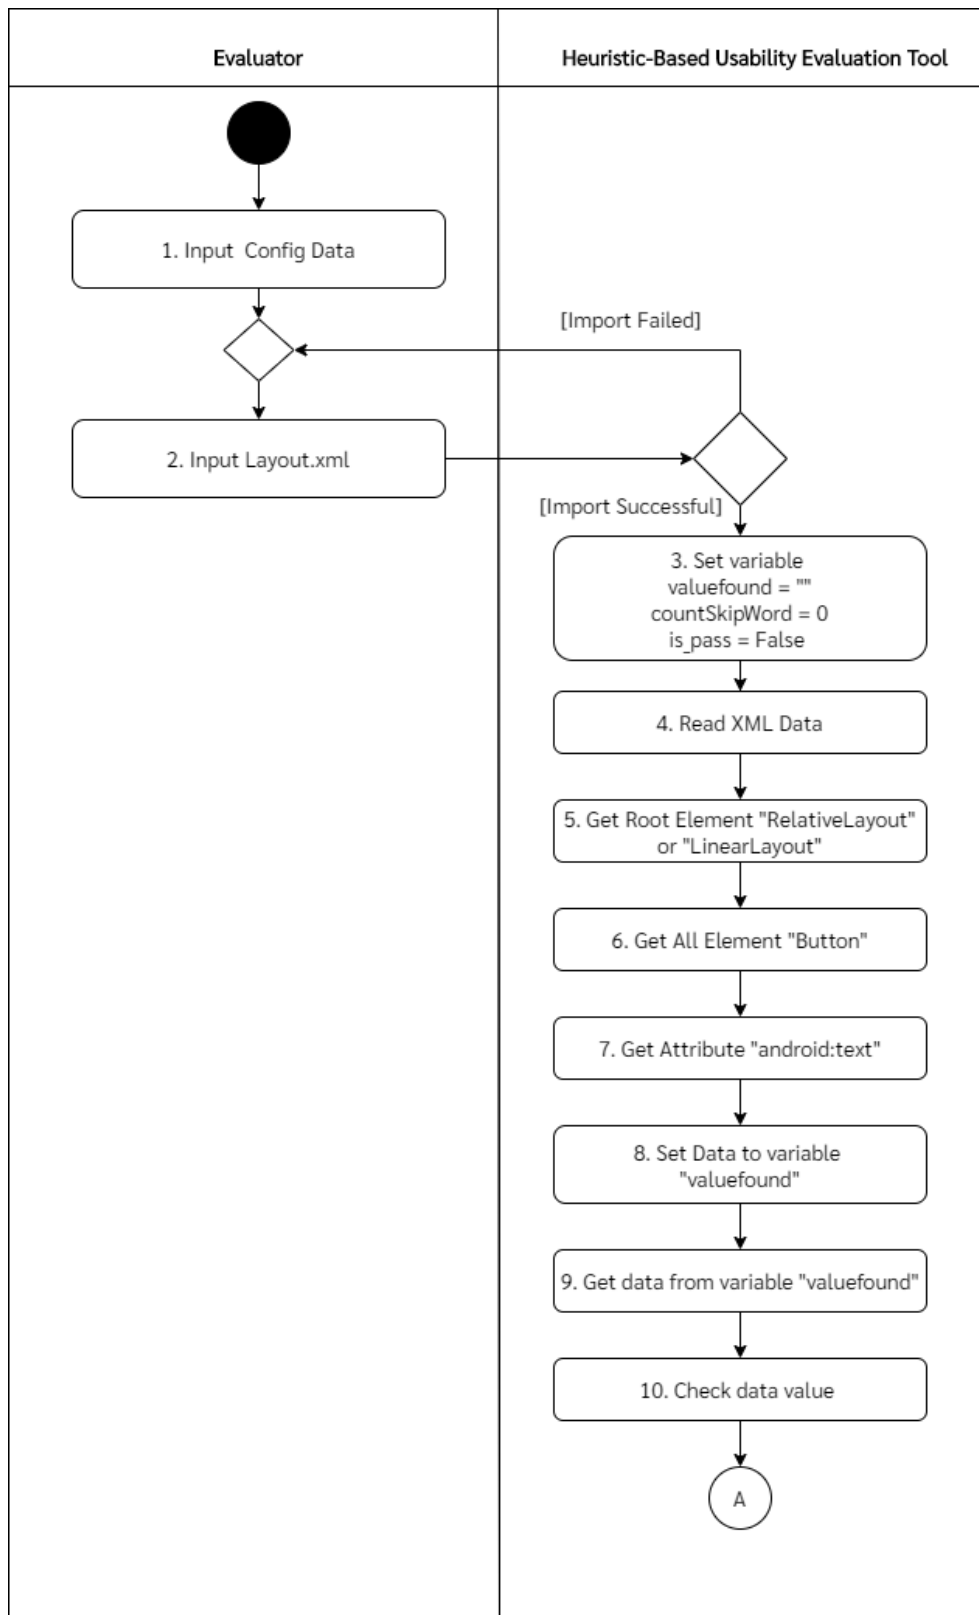 Evaluator
Heuristic-Based Usability Evaluation Tool
1. Input  Config Data
[Import Failed]
2. Input Layout.xml
[Import Successful]
3. Set variable
valuefound = ""
countSkipWord = 0
is_pass = False
4. Read XML Data
5. Get Root Element "RelativeLayout"
or "LinearLayout"
6. Get All Element "Button"
7. Get Attribute "android:text"
8. Set Data to variable
"valuefound"
9. Get data from variable "valuefound"
10. Check data value
A